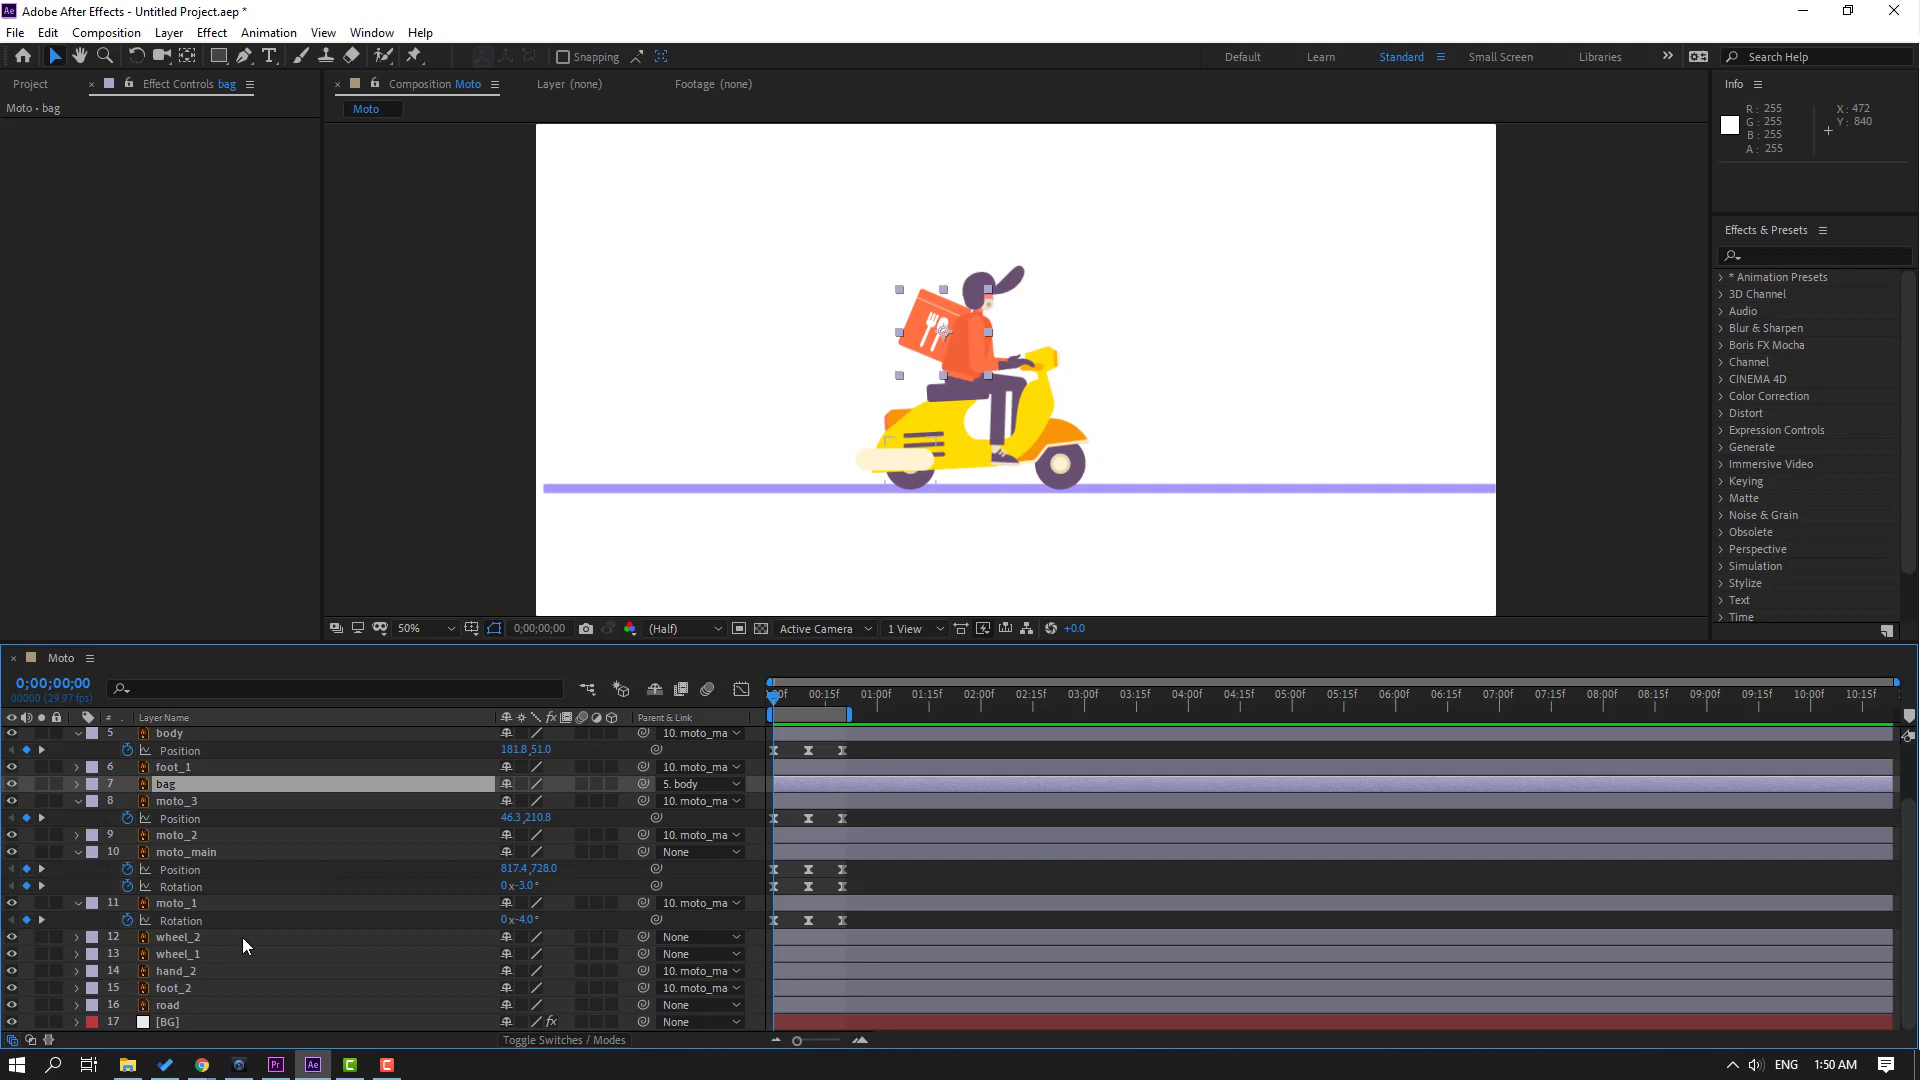 Adobe After Effects - Untitled Project.aep *
File Edit Composition Layer Effect Animation View Window Help
Snapping
Default Learn Standard Small Screen Libraries Search Help
Project
Effect Controls bag
Composition Moto
Layer (none)
Footage (none)
Info
Moto • bag
Moto
R: 255
G: 255
B: 255
A: 255
X: 472
Y: 840
Effects & Presets
* Animation Presets
3D Channel
Audio
Blur & Sharpen
Boris FX Mocha
Channel
CINEMA 4D
Color Correction
Distort
Expression Controls
Generate
Immersive Video
Keying
Matte
Noise & Grain
Obsolete
Perspective
Simulation
Stylize
Text
Time
50% 0;00;00;00 (Half) Active Camera 1 View +0.0
Moto
0;00;00;00
00000 (29.97 fps)
:00f 00:15f 01:00f 01:15f 02:00f 02:15f 03:00f 03:15f 04:00f 04:15f 05:00f 05:15f 06:00f 06:15f 07:00f 07:15f 08:00f 08:15f 09:00f 09:15f 10:00f 10:15f
# Layer Name fx Parent & Link
5 body 10. moto_ma
Position 181.8,51.0
6 foot_1 10. moto_ma
7 bag 5. body
8 moto_3 10. moto_ma
Position 46.3,210.8
9 moto_2 10. moto_ma
10 moto_main None
Position 817.4,728.0
Rotation 0x-3.0°
11 moto_1 10. moto_ma
Rotation 0x-4.0°
12 wheel_2 None
13 wheel_1 None
14 hand_2 10. moto_ma
15 foot_2 10. moto_ma
16 road None
17 [BG] fx None
Toggle Switches / Modes
Pr Ae C C
ENG 1:50 AM